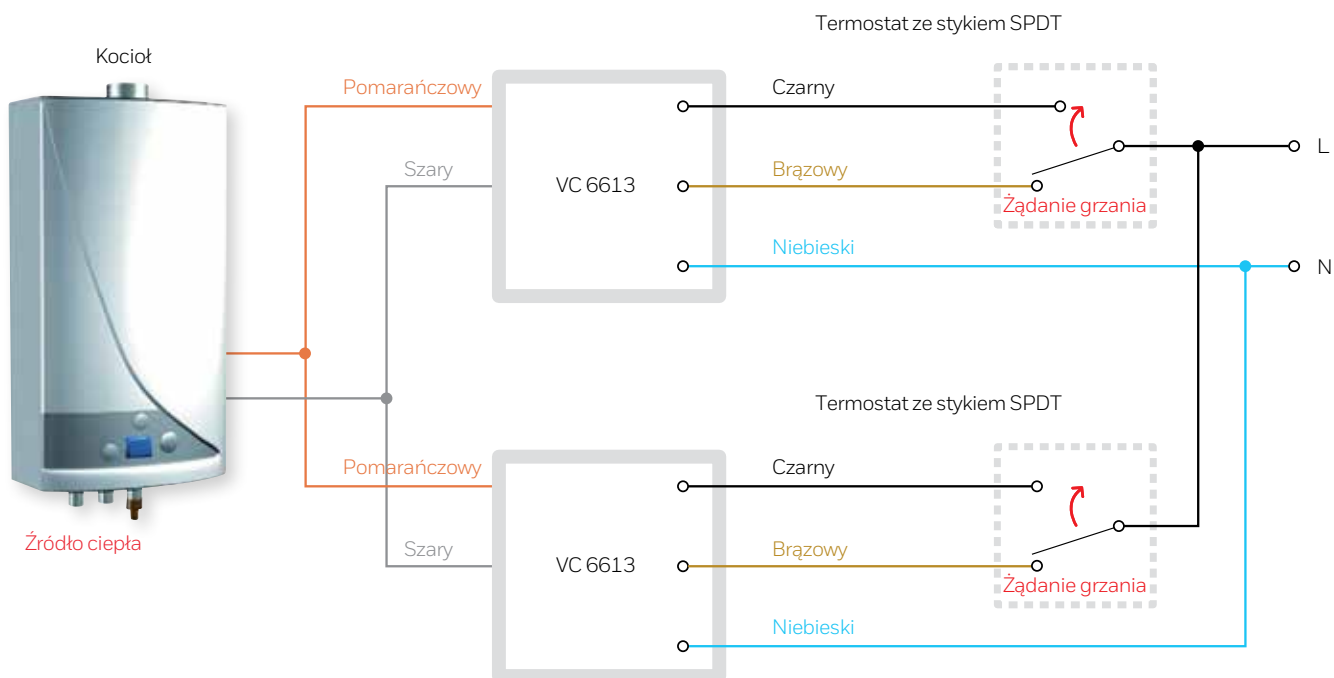 Termostat ze stykiem SPDT
Kocioł
Pomarańczowy
Czarny
L
Szary
VC 6613
Brązowy
Żądanie grzania
Niebieski
N
Termostat ze stykiem SPDT
Pomarańczowy
Czarny
Źródło ciepła
Szary
VC 6613
Brązowy
Żądanie grzania
Niebieski